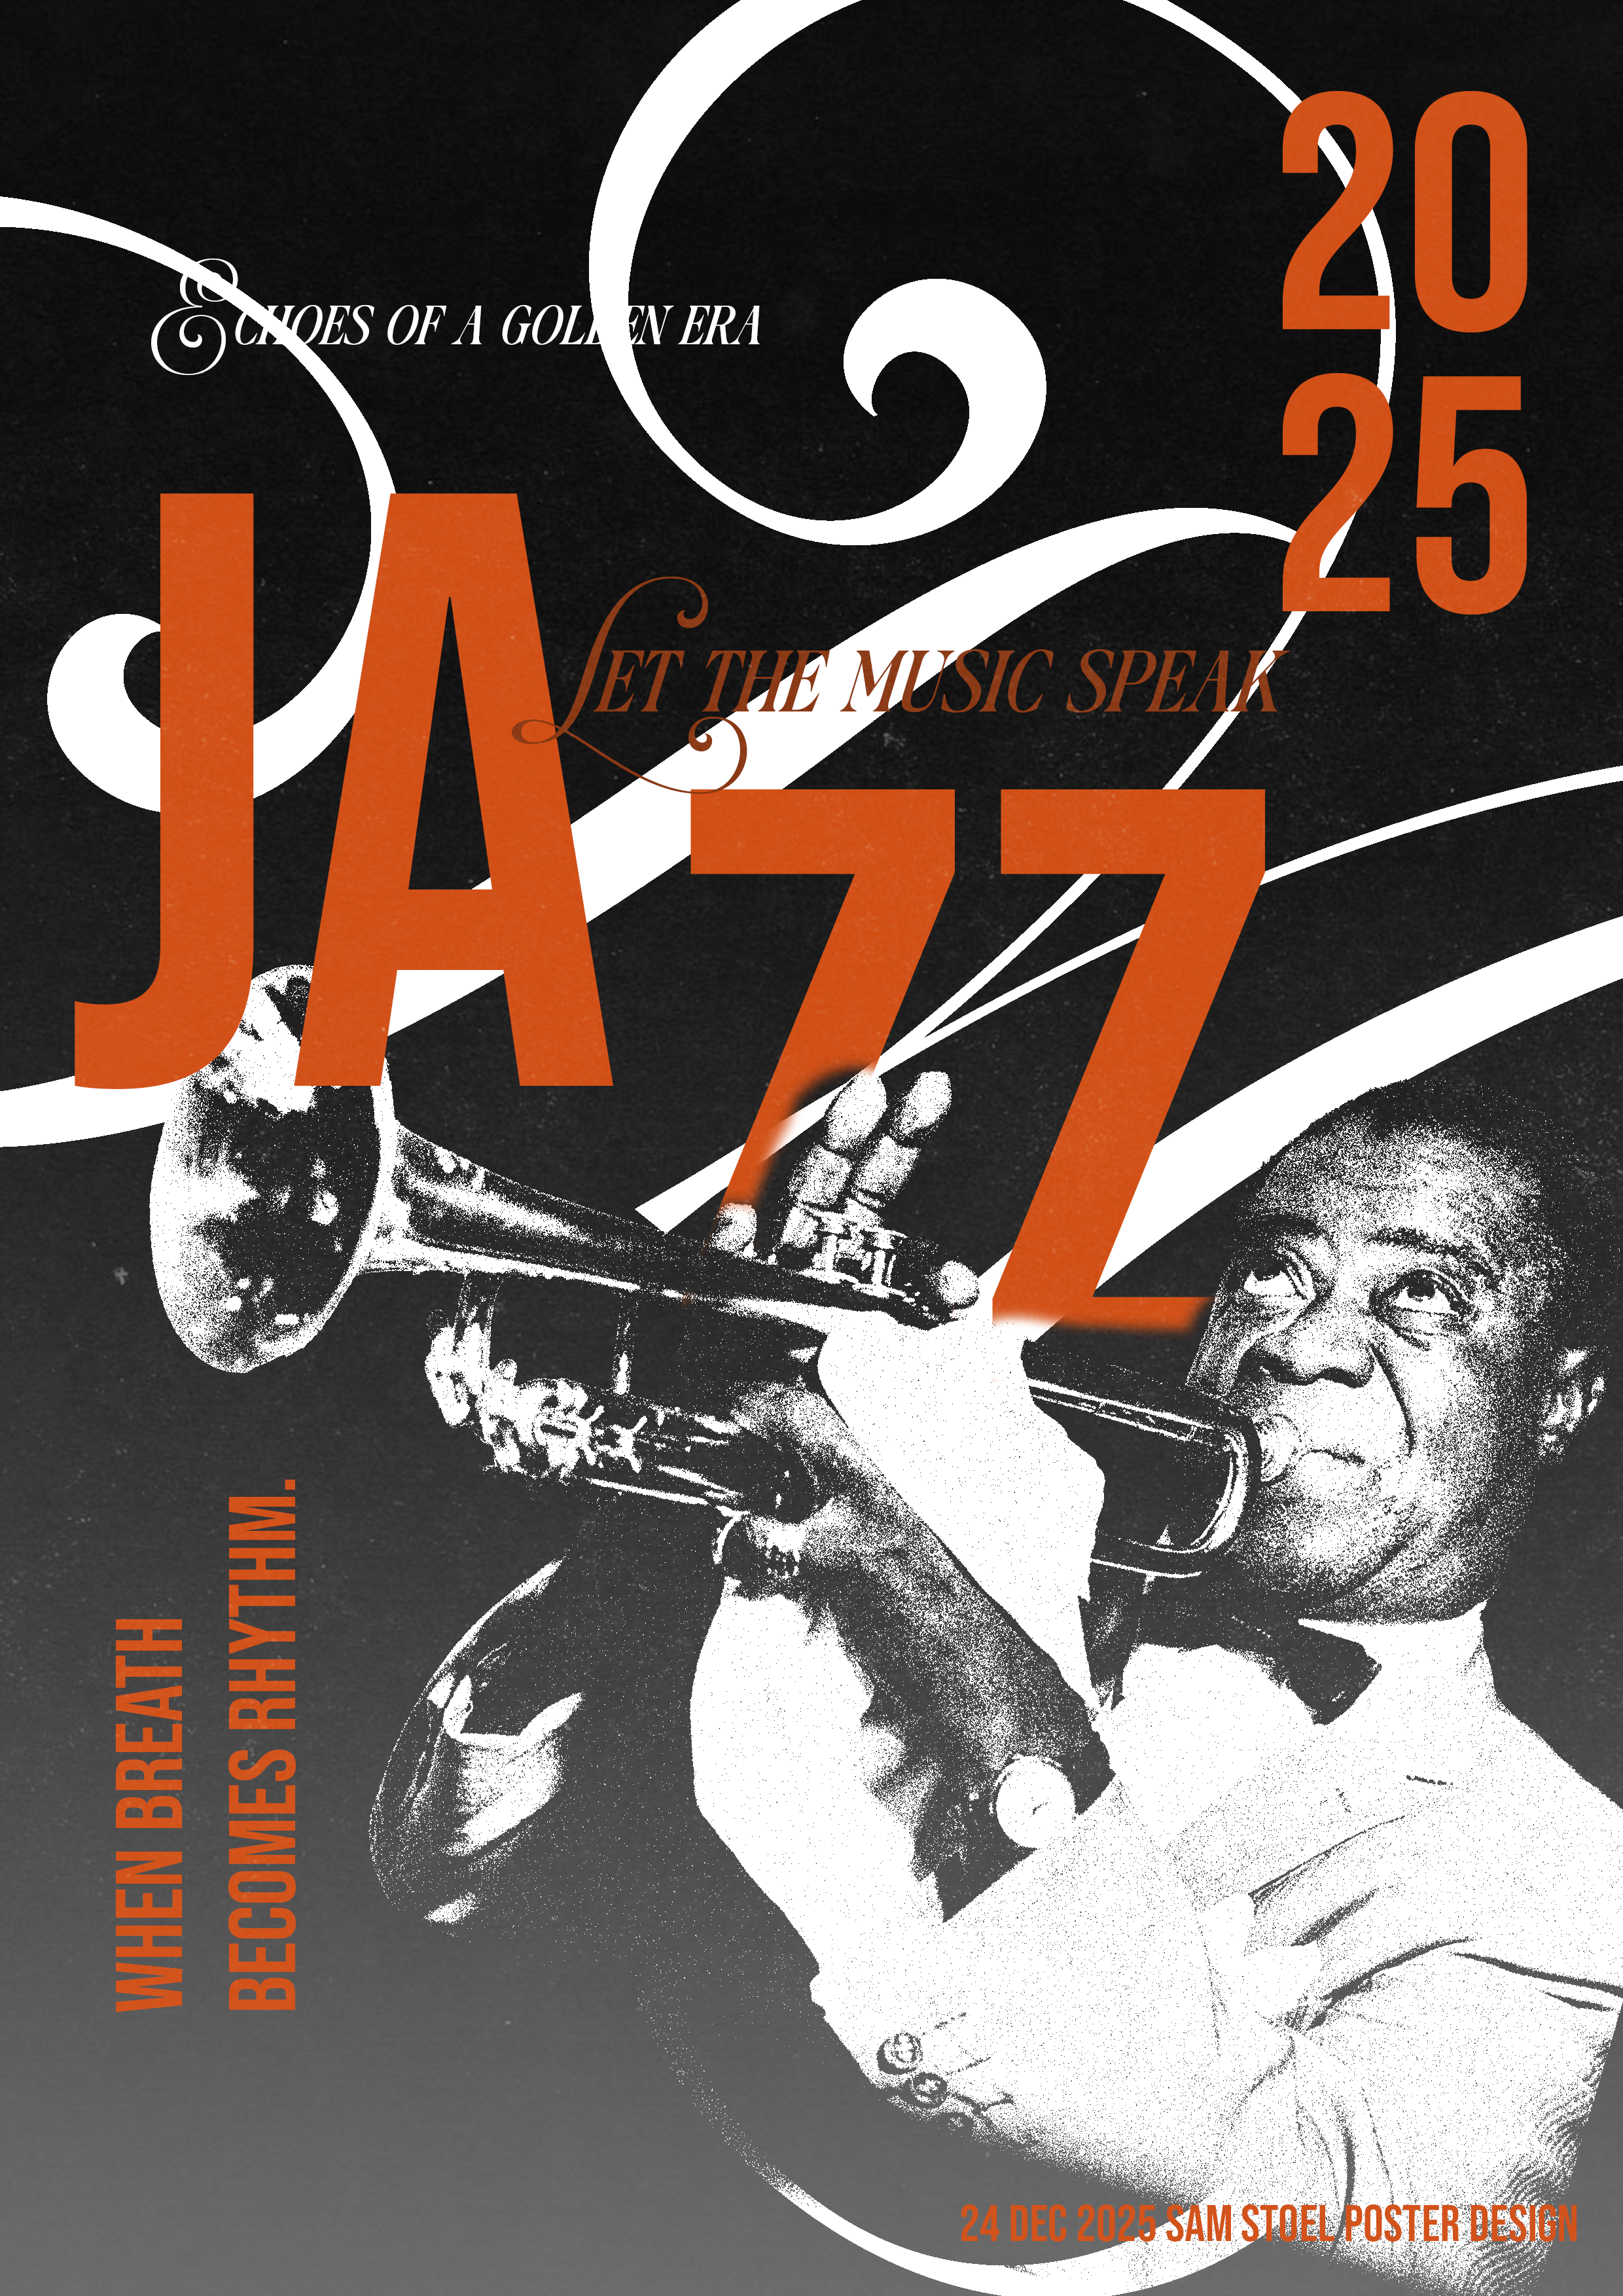 20
25
ECHOES OF A GOLDEN ERA
JA
LET THE MUSIC SPEAK
ZZ
WHEN BREATH
BECOMES RHYTHM.
24 DEC 2025 SAM STOEL POSTER DESIGN